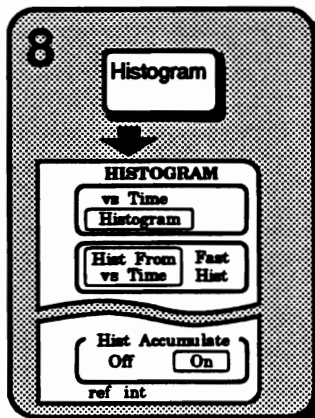 8
Histogram
HISTOGRAM
vs Time
Histogram
Hist From Fast
vs Time Hist
Hist Accumulate
Off On
ref int